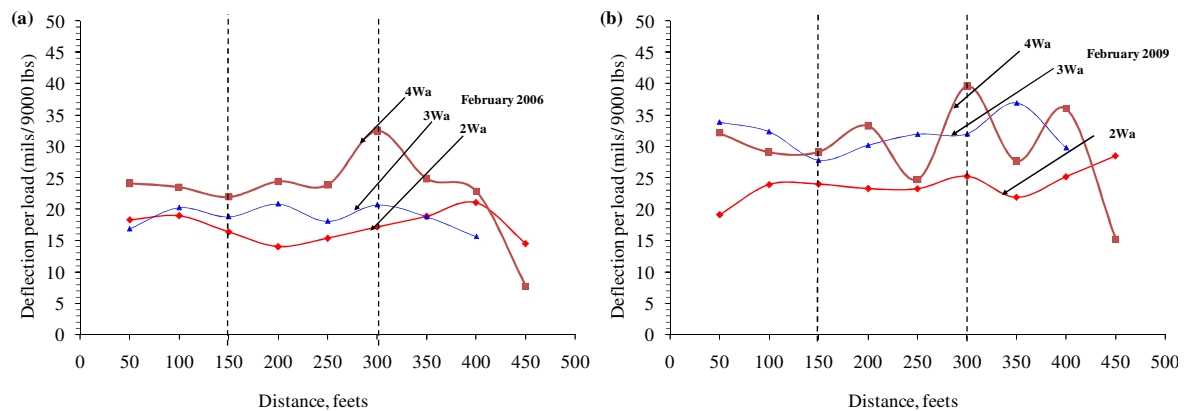 (a)
50
45
40
35
30
25
20
15
10
5
0
Deflection per load (mils/ 9000 lbs)
4Wa
3Wa
February 2006
2Wa
0 50 100 150 200 250 300 350 400 450 500
Distance, feets
(b)
50
45
40
35
30
25
20
15
10
5
0
Deflection per load (mils/ 9000 lbs)
4Wa
February 2009
3Wa
2Wa
0 50 100 150 200 250 300 350 400 450 500
Distance, feets